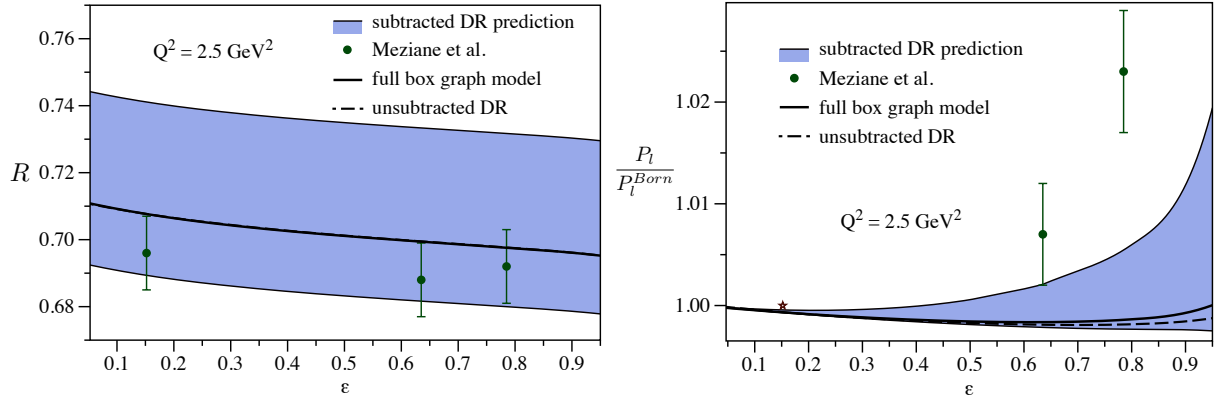 0.76
0.74
0.72
0.70
0.68
R
Q² = 2.5 GeV²
subtracted DR prediction
Meziane et al.
full box graph model
unsubtracted DR
0.1 0.2 0.3 0.4 0.5 0.6 0.7 0.8 0.9
ε
1.02
1.01
1.00
P_l
P_l^{Born}
subtracted DR prediction
Meziane et al.
full box graph model
unsubtracted DR
Q² = 2.5 GeV²
0.1 0.2 0.3 0.4 0.5 0.6 0.7 0.8 0.9
ε